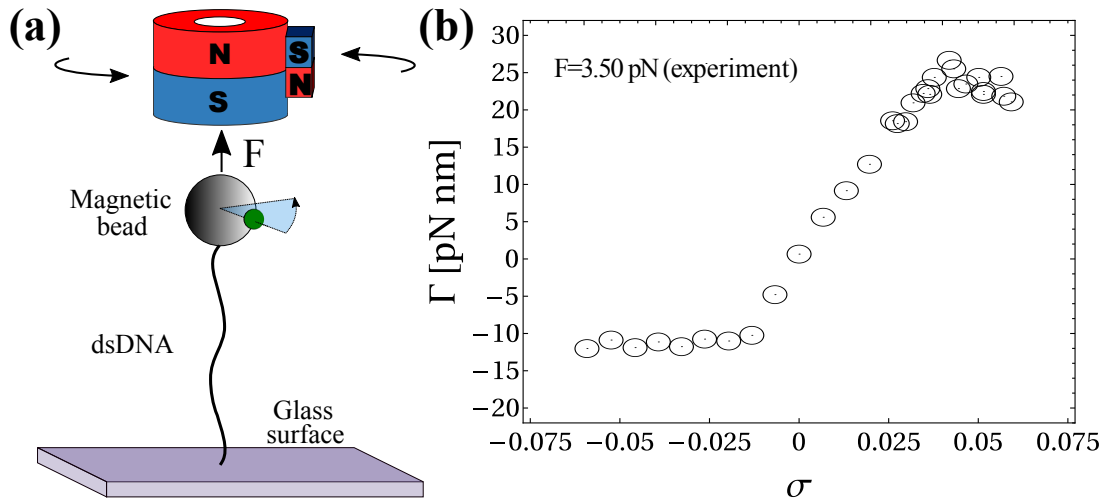 (a)
N
S
S
N
F
Magnetic
bead
dsDNA
Glass
surface
(b)
F=3.50 pN (experiment)
Γ [pN nm]
30
25
20
15
10
5
0
−5
−10
−15
−20
−0.075 −0.050 −0.025 0 0.025 0.050 0.075
σ